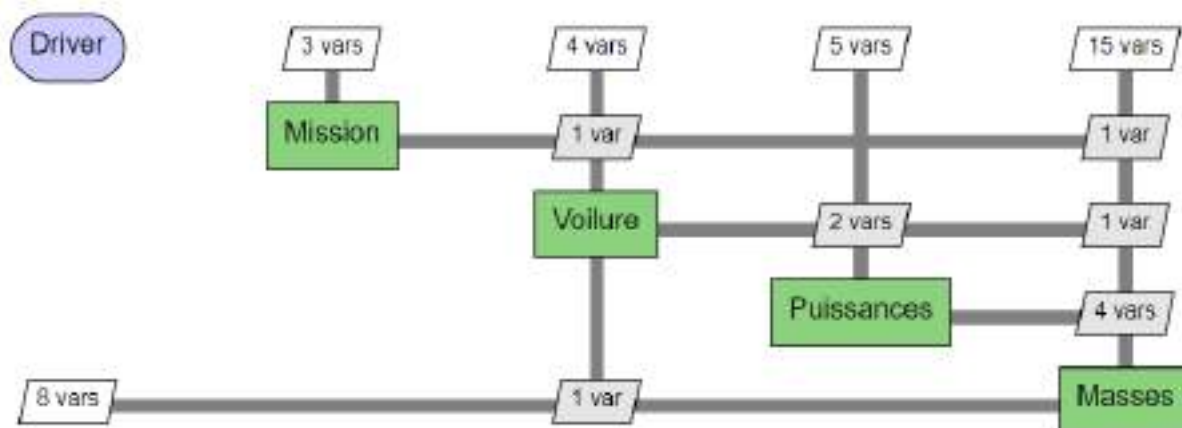 Driver
3 vars
4 vars
5 vars
15 vars
Mission
1 var
1 var
Voilure
2 vars
1 var
Puissances
4 vars
8 vars
1 var
Masses